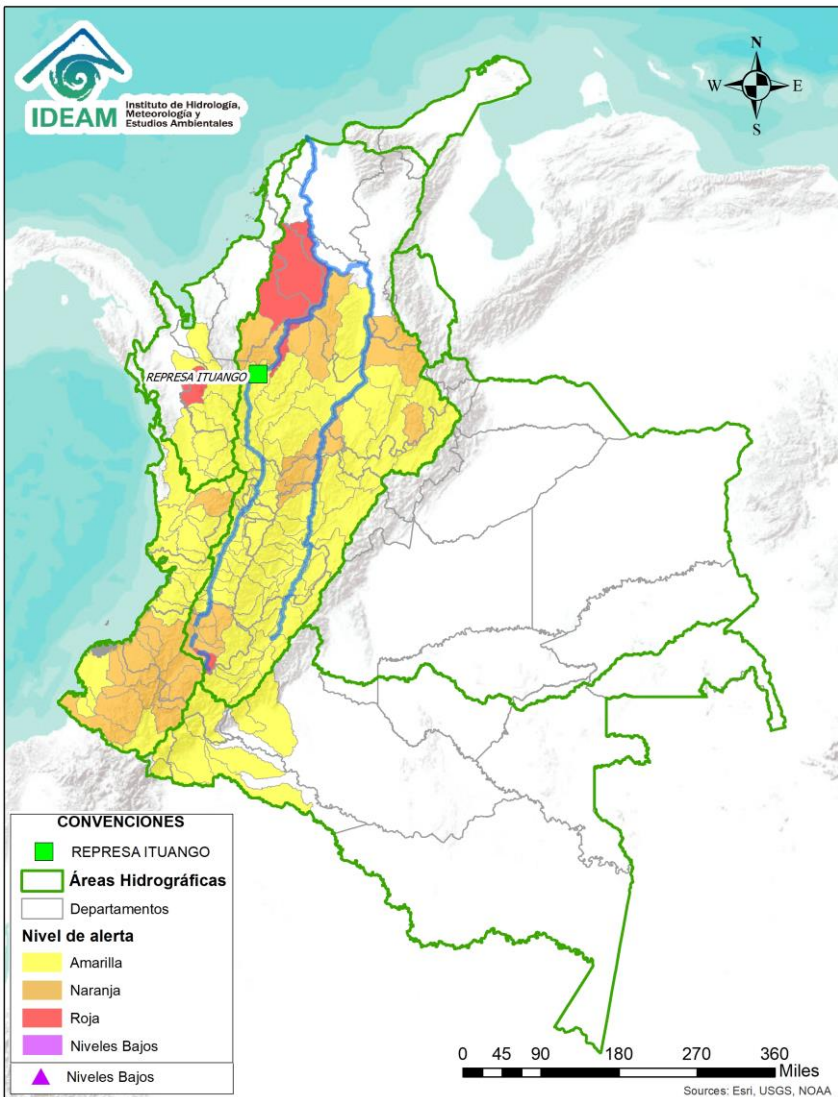 IDEAM
Instituto de Hidrología,
Meteorología y
Estudios Ambientales
N
W
E
S
REPRESA ITUANGO
CONVENCIONES
REPRESA ITUANGO
Áreas Hidrográficas
Departamentos
Nivel de alerta
Amarilla
Naranja
Roja
Niveles Bajos
Niveles Bajos
0 45 90 180 270 360
Miles
Sources: Esri, USGS, NOAA